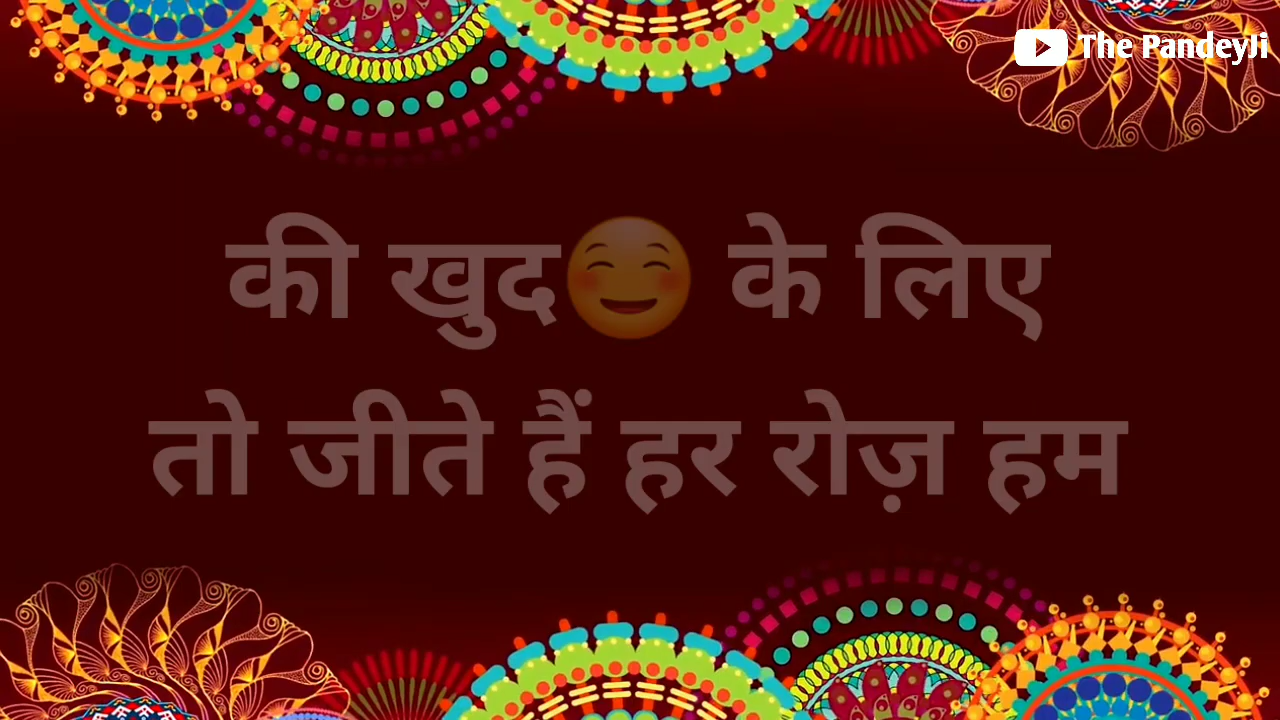 The PandeyJi
की खुद😊 के लिए
तो जीते हैं हर रोज़ हम